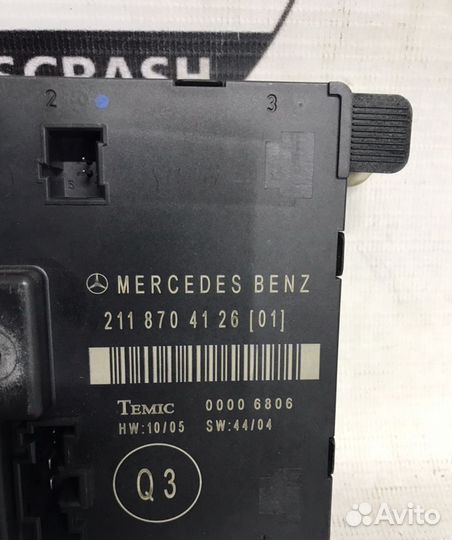 SCRASH
2
3
5
MERCEDES BENZ
211 870 41 26 [01]
TEMIC 0000 6806
HW:10/05 SW:44/04
Q3
Avito